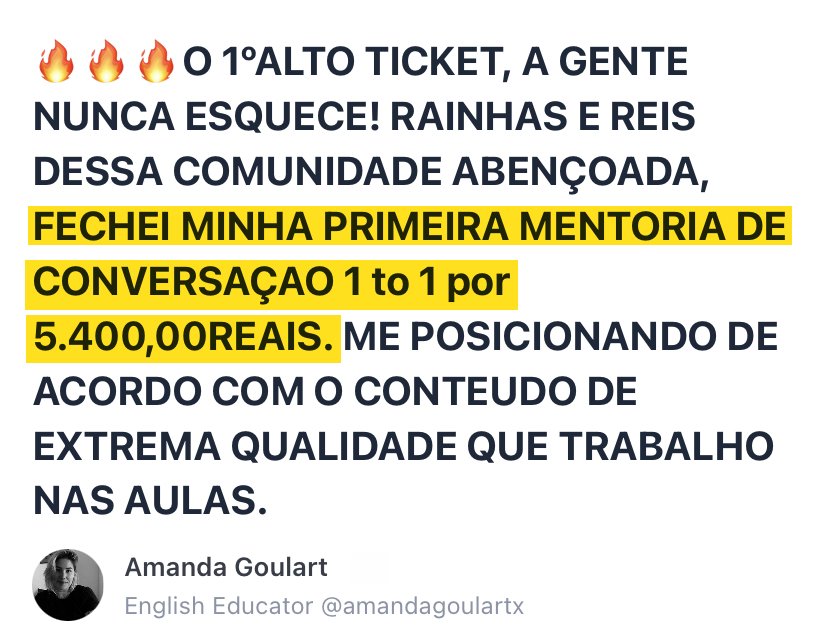 🔥🔥🔥O 1ºALTO TICKET, A GENTE
NUNCA ESQUECE! RAINHAS E REIS
DESSA COMUNIDADE ABENÇOADA,
FECHEI MINHA PRIMEIRA MENTORIA DE
CONVERSAÇAO 1 to 1 por
5.400,00REAIS. ME POSICIONANDO DE
ACORDO COM O CONTEUDO DE
EXTREMA QUALIDADE QUE TRABALHO
NAS AULAS.
Amanda Goulart
English Educator @amandagoulartx